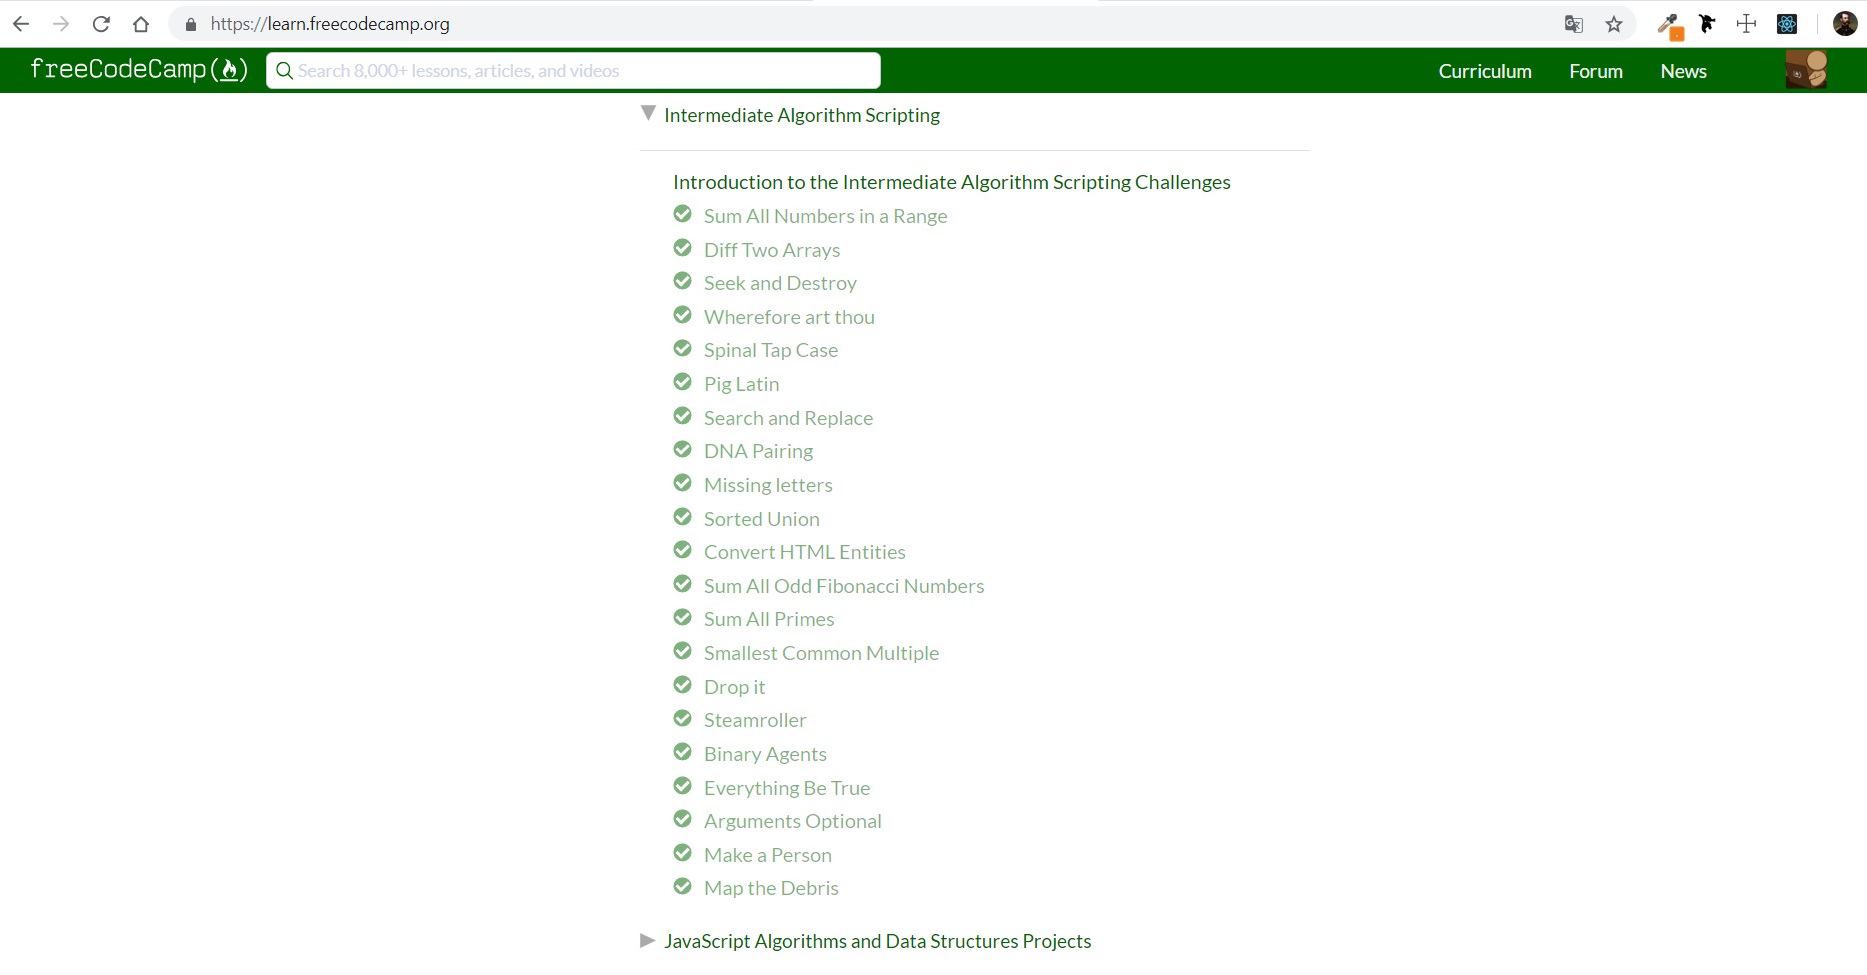 https://learn.freecodecamp.org
freeCodeCamp(🔥)
Search 8,000+ lessons, articles, and videos
Curriculum Forum News
Intermediate Algorithm Scripting
Introduction to the Intermediate Algorithm Scripting Challenges
Sum All Numbers in a Range
Diff Two Arrays
Seek and Destroy
Wherefore art thou
Spinal Tap Case
Pig Latin
Search and Replace
DNA Pairing
Missing letters
Sorted Union
Convert HTML Entities
Sum All Odd Fibonacci Numbers
Sum All Primes
Smallest Common Multiple
Drop it
Steamroller
Binary Agents
Everything Be True
Arguments Optional
Make a Person
Map the Debris
JavaScript Algorithms and Data Structures Projects